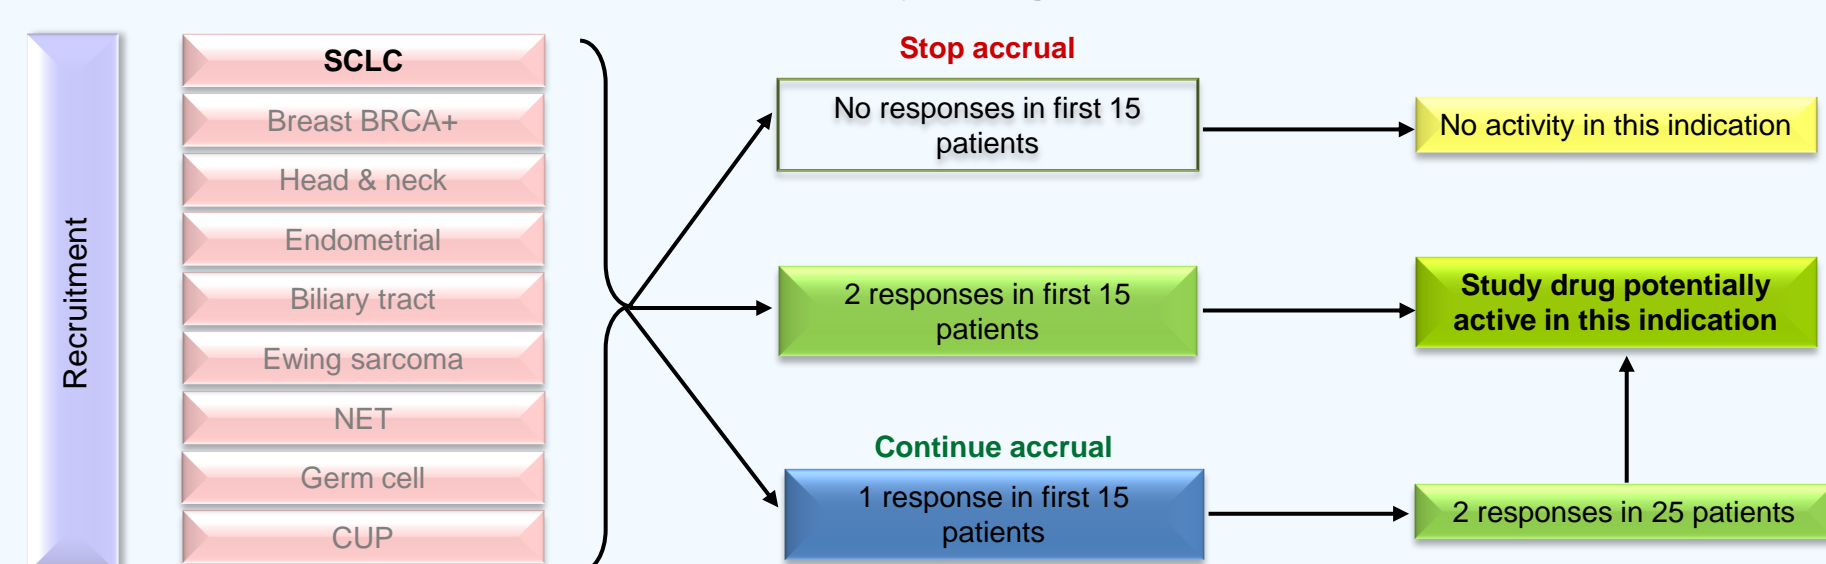 Recruitment
SCLC
Breast BRCA+
Head & neck
Endometrial
Biliary tract
Ewing sarcoma
NET
Germ cell
CUP
Stop accrual
No responses in first 15
patients
No activity in this indication
2 responses in first 15
patients
Study drug potentially
active in this indication
Continue accrual
1 response in first 15
patients
2 responses in 25 patients